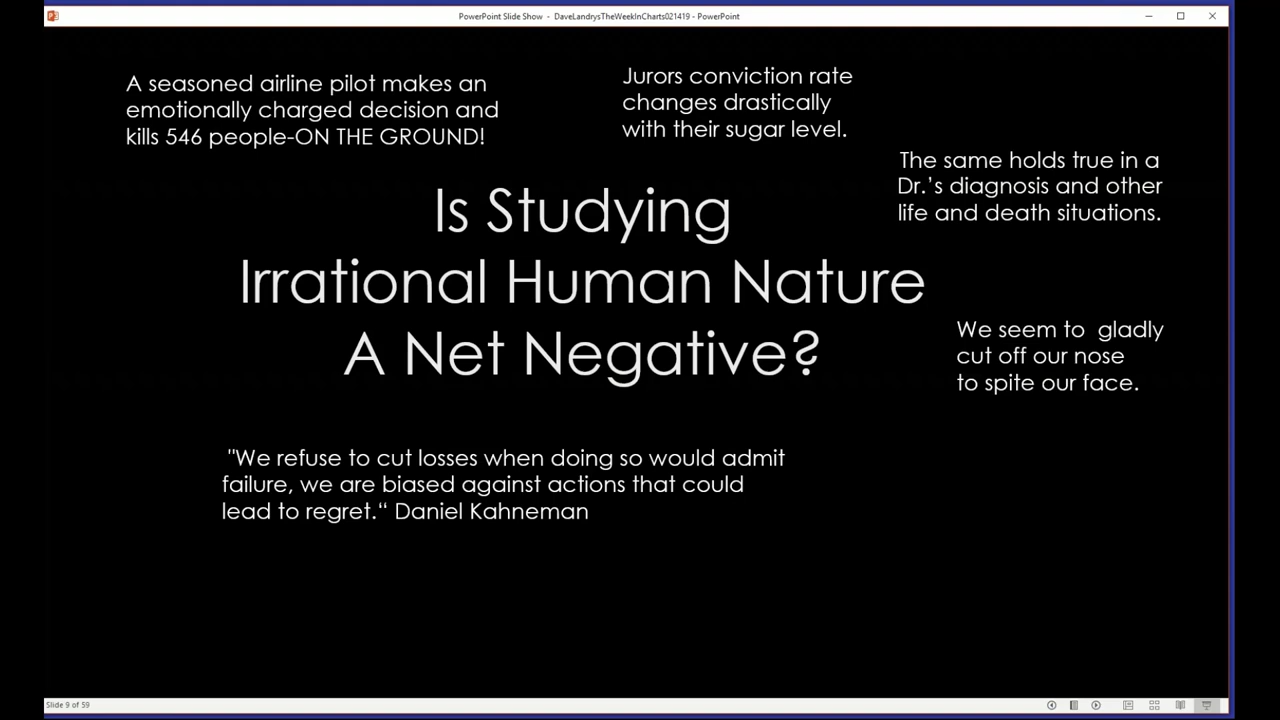 PowerPoint Slide Show - DaveLandrysTheWeekInCharts021419 - PowerPoint
A seasoned airline pilot makes an
emotionally charged decision and
kills 546 people-ON THE GROUND!
Jurors conviction rate
changes drastically
with their sugar level.
The same holds true in a
Dr.’s diagnosis and other
life and death situations.
Is Studying
Irrational Human Nature
A Net Negative?
We seem to  gladly
cut off our nose
to spite our face.
"We refuse to cut losses when doing so would admit
failure, we are biased against actions that could
lead to regret.“ Daniel Kahneman
Slide 9 of 59